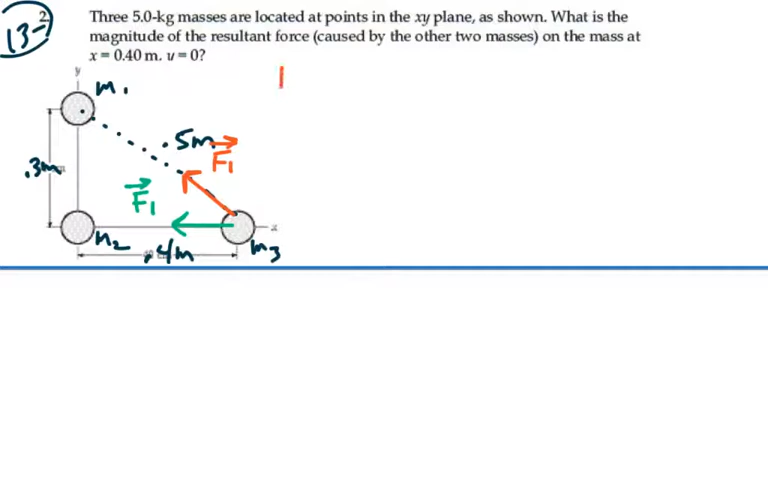 13-2.
Three 5.0-kg masses are located at points in the xy plane, as shown. What is the
magnitude of the resultant force (caused by the other two masses) on the mass at
x = 0.40 m. y = 0?
y
m1
.5m
F1
.3m
F1
m2
x
.4m
m3